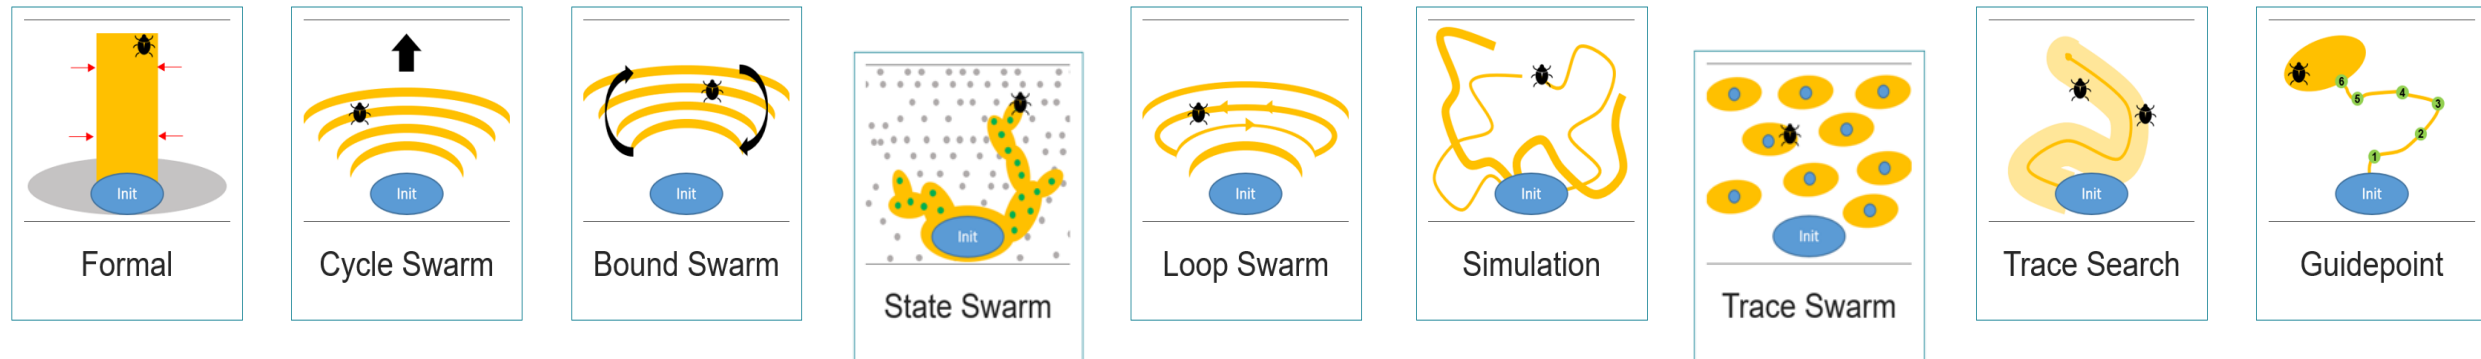 Init
Formal
Init
Cycle Swarm
Init
Bound Swarm
Init
State Swarm
Init
Loop Swarm
Init
Simulation
Init
Trace Swarm
Init
Trace Search
6
5
4
3
2
1
Init
Guidepoint